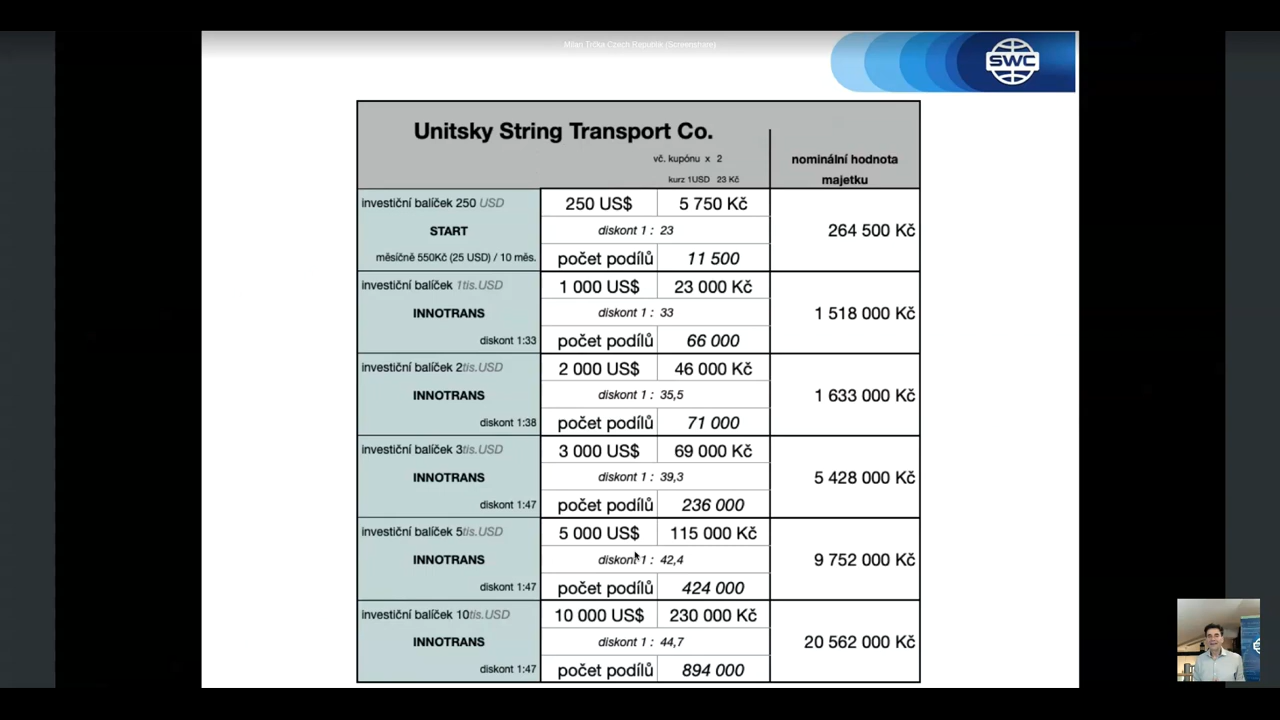 Milan Trčka Czech Republik (Screenshare)
SWC
Unitsky String Transport Co.
vč. kupónu x 2
kurz 1USD 23 Kč
nominální hodnota
majetku
investiční balíček 250 USD
250 US$ 5 750 Kč
START
diskont 1 : 23
264 500 Kč
měsíčně 550Kč (25 USD) / 10 měs.
počet podílů 11 500
investiční balíček 1tis.USD
1 000 US$ 23 000 Kč
INNOTRANS
diskont 1 : 33
1 518 000 Kč
diskont 1:33
počet podílů 66 000
investiční balíček 2tis.USD
2 000 US$ 46 000 Kč
INNOTRANS
diskont 1 : 35,5
1 633 000 Kč
diskont 1:38
počet podílů 71 000
investiční balíček 3tis.USD
3 000 US$ 69 000 Kč
INNOTRANS
diskont 1 : 39,3
5 428 000 Kč
diskont 1:47
počet podílů 236 000
investiční balíček 5tis.USD
5 000 US$ 115 000 Kč
INNOTRANS
diskont 1 : 42,4
9 752 000 Kč
diskont 1:47
počet podílů 424 000
investiční balíček 10tis.USD
10 000 US$ 230 000 Kč
INNOTRANS
diskont 1 : 44,7
20 562 000 Kč
diskont 1:47
počet podílů 894 000